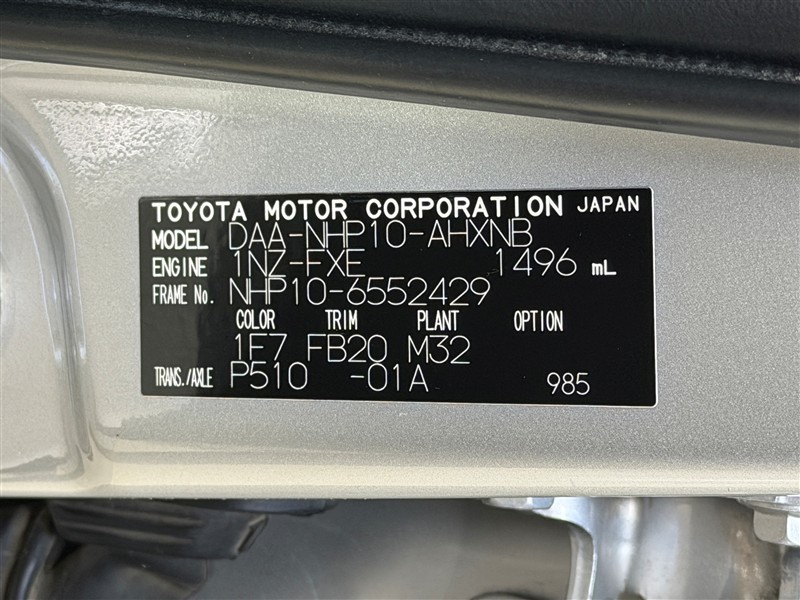 TOYOTA MOTOR CORPORATION JAPAN
MODEL DAA-NHP10-AHXNB
ENGINE 1NZ-FXE 1496 mL
FRAME No. NHP10-6552429
COLOR TRIM PLANT OPTION
1F7 FB20 M32
TRANS./AXLE P510 -01A 985